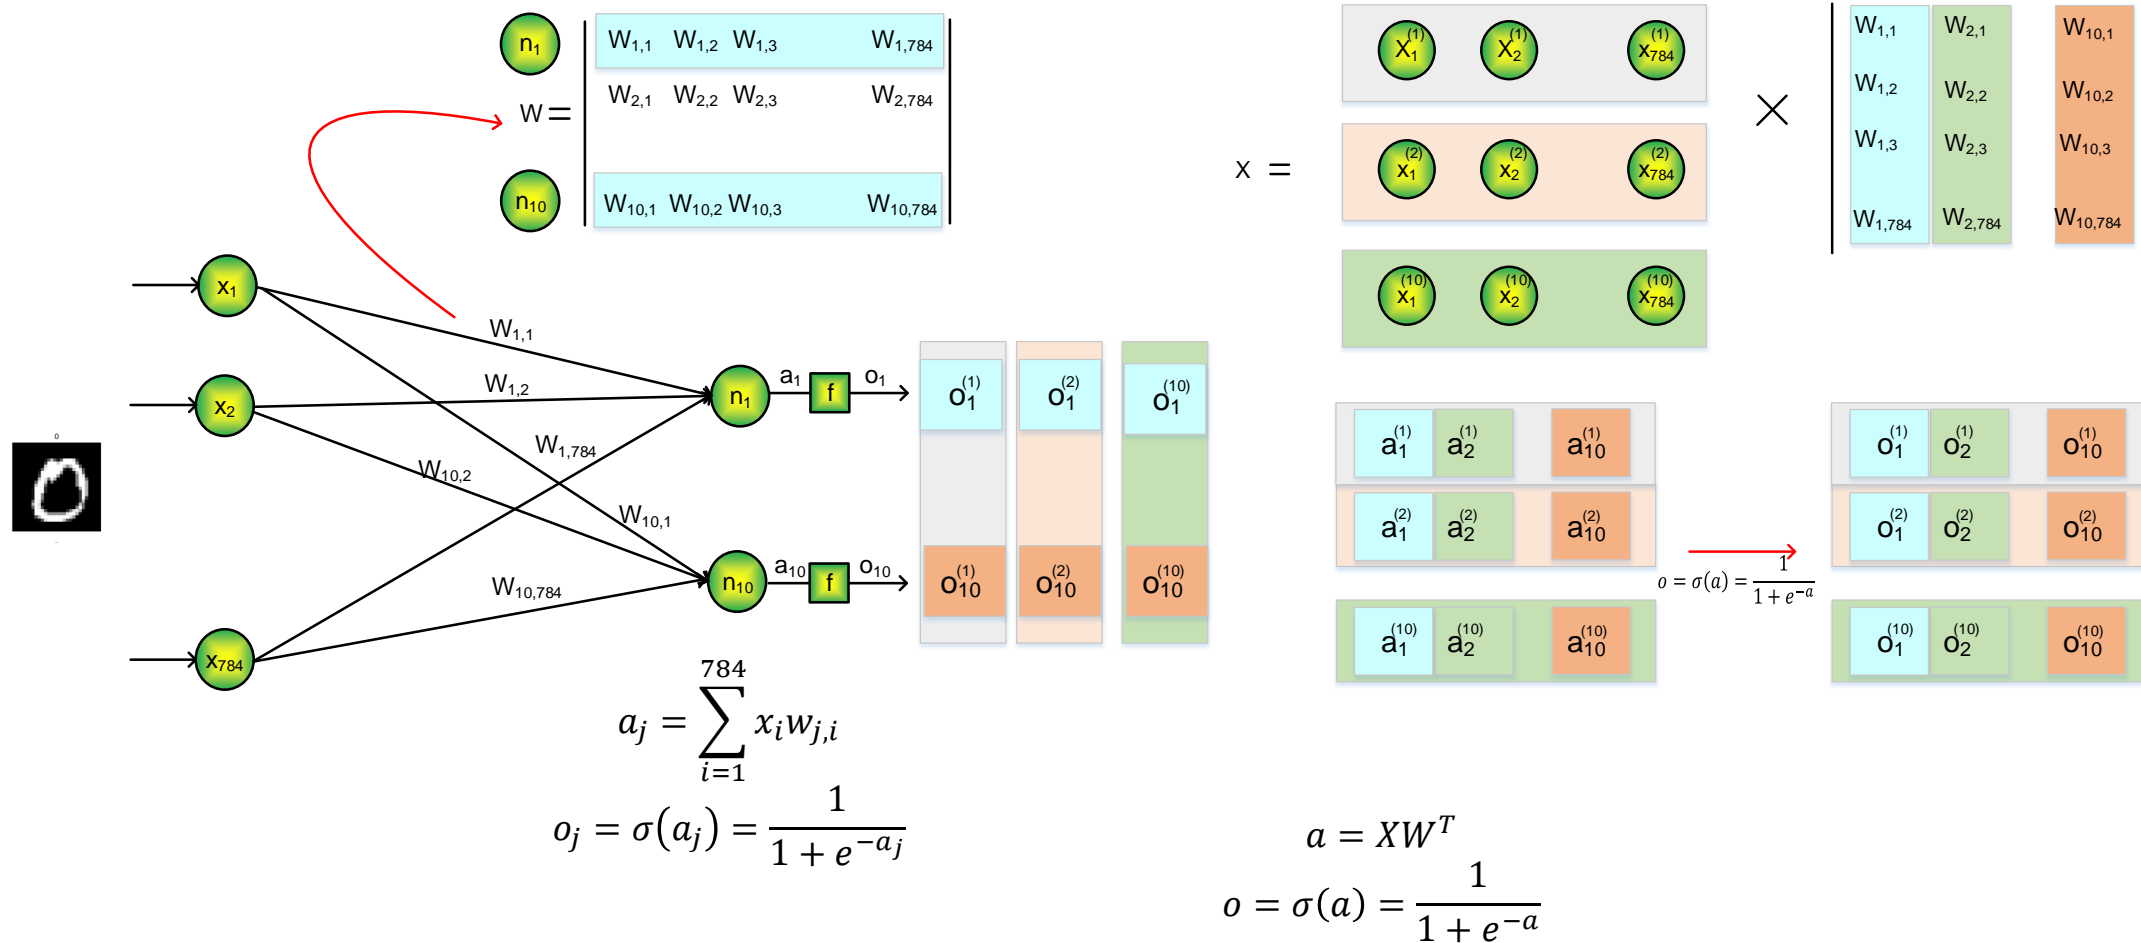 n1 W1,1 W1,2 W1,3 W1,784
W2,1 W2,2 W2,3 W2,784
W =
n10 W10,1 W10,2 W10,3 W10,784
x1
W1,1
W1,2
x2
n1 a1 f o1
W1,784
W10,2
0
W10,1
n10 a10 f o10
W10,784
x784
o1(1) o1(2) o1(10)
o10(1) o10(2) o10(10)
a_j = ∑_{i=1}^{784} x_i w_{j,i}
o_j = σ(a_j) = 1/(1 + e^{-a_j})
X1(1) X2(1) x784(1)
x1(2) x2(2) x784(2)
x =
x1(10) x2(10) x784(10)
×
W1,1 W2,1 W10,1
W1,2 W2,2 W10,2
W1,3 W2,3 W10,3
W1,784 W2,784 W10,784
a1(1) a2(1) a10(1)
a1(2) a2(2) a10(2)
a1(10) a2(10) a10(10)
o = σ(a) = 1/(1 + e^{-a})
o1(1) o2(1) o10(1)
o1(2) o2(2) o10(2)
o1(10) o2(10) o10(10)
a = XW^T
o = σ(a) = 1/(1 + e^{-a})